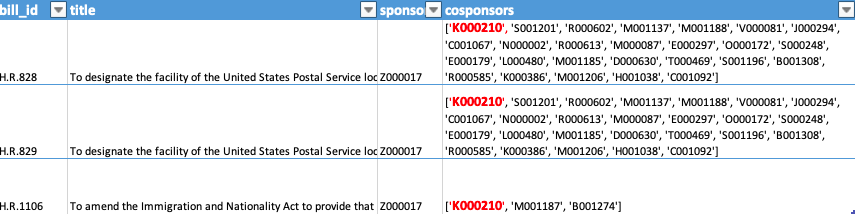 bill_id title sponso cosponsors
['K000210', 'S001201', 'R000602', 'M001137', 'M001188', 'V000081', 'J000294',
'C001067', 'N000002', 'R000613', 'M000087', 'E000297', 'O000172', 'S000248',
'E000179', 'L000480', 'M001185', 'D000630', 'T000469', 'S001196', 'B001308',
H.R.828 To designate the facility of the United States Postal Service loc Z000017 'R000585', 'K000386', 'M001206', 'H001038', 'C001092']
['K000210', 'S001201', 'R000602', 'M001137', 'M001188', 'V000081', 'J000294',
'C001067', 'N000002', 'R000613', 'M000087', 'E000297', 'O000172', 'S000248',
'E000179', 'L000480', 'M001185', 'D000630', 'T000469', 'S001196', 'B001308',
H.R.829 To designate the facility of the United States Postal Service loc Z000017 'R000585', 'K000386', 'M001206', 'H001038', 'C001092']
H.R.1106 To amend the Immigration and Nationality Act to provide that Z000017 ['K000210', 'M001187', 'B001274']